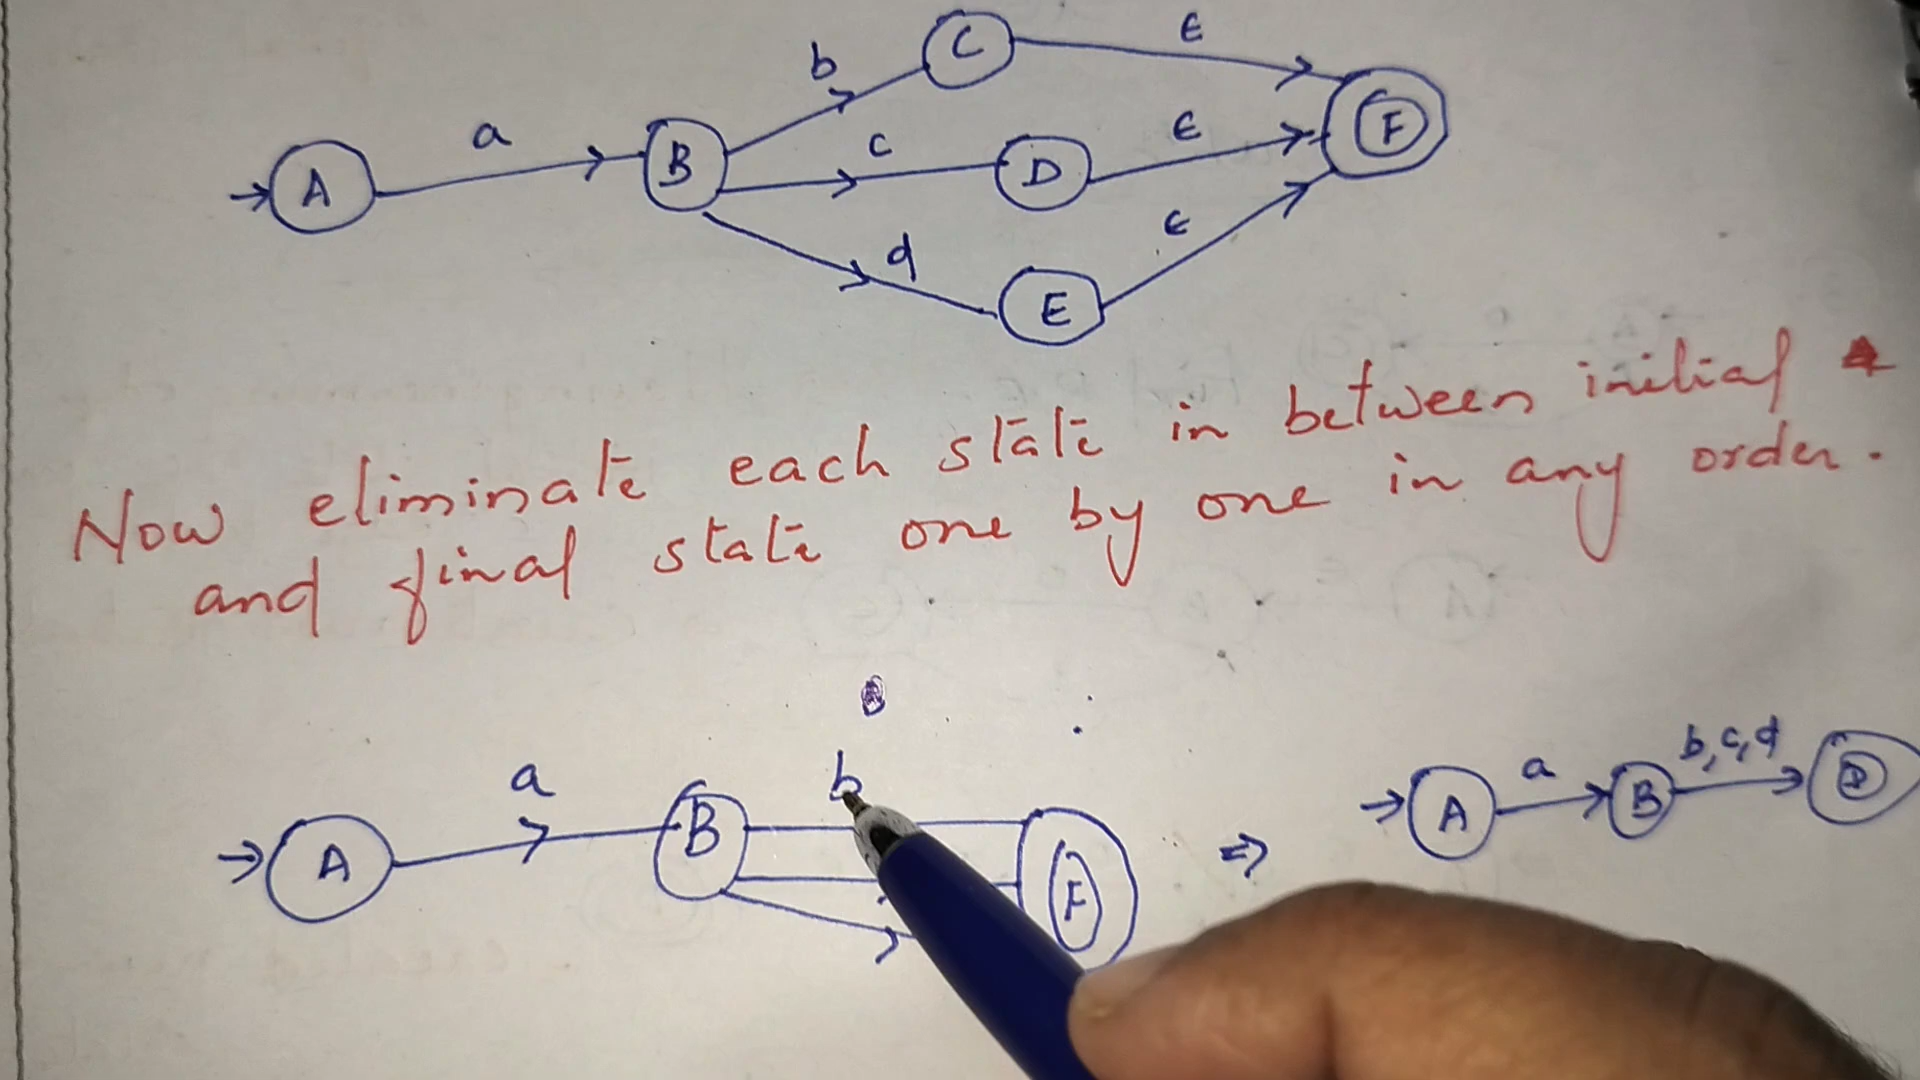 b C ϵ
a c ϵ F
A B D
d ϵ
E
Now eliminate each state in between initial
and final state one by one in any order.
a b a b,c,d
A B F ⇒ A B